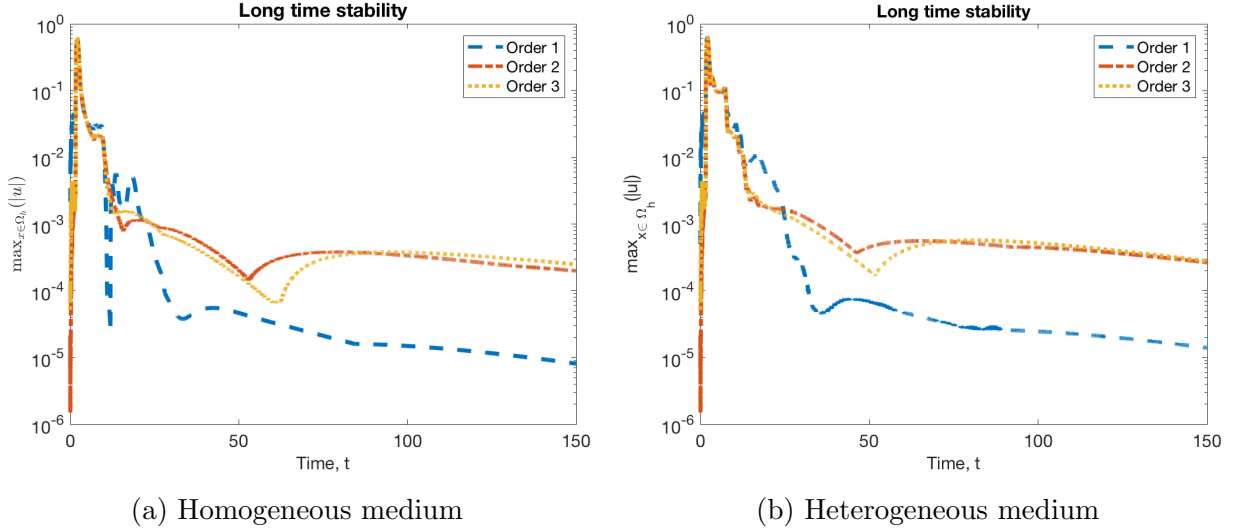 Long time stability
10^0
10^-1
10^-2
10^-3
10^-4
10^-5
10^-6
max_{x∈Ω_h}(|u|)
Order 1
Order 2
Order 3
0
50
100
150
Time, t
(a) Homogeneous medium
Long time stability
10^0
10^-1
10^-2
10^-3
10^-4
10^-5
10^-6
max_{x∈ Ω_h}(|u|)
Order 1
Order 2
Order 3
0
50
100
150
Time, t
(b) Heterogeneous medium